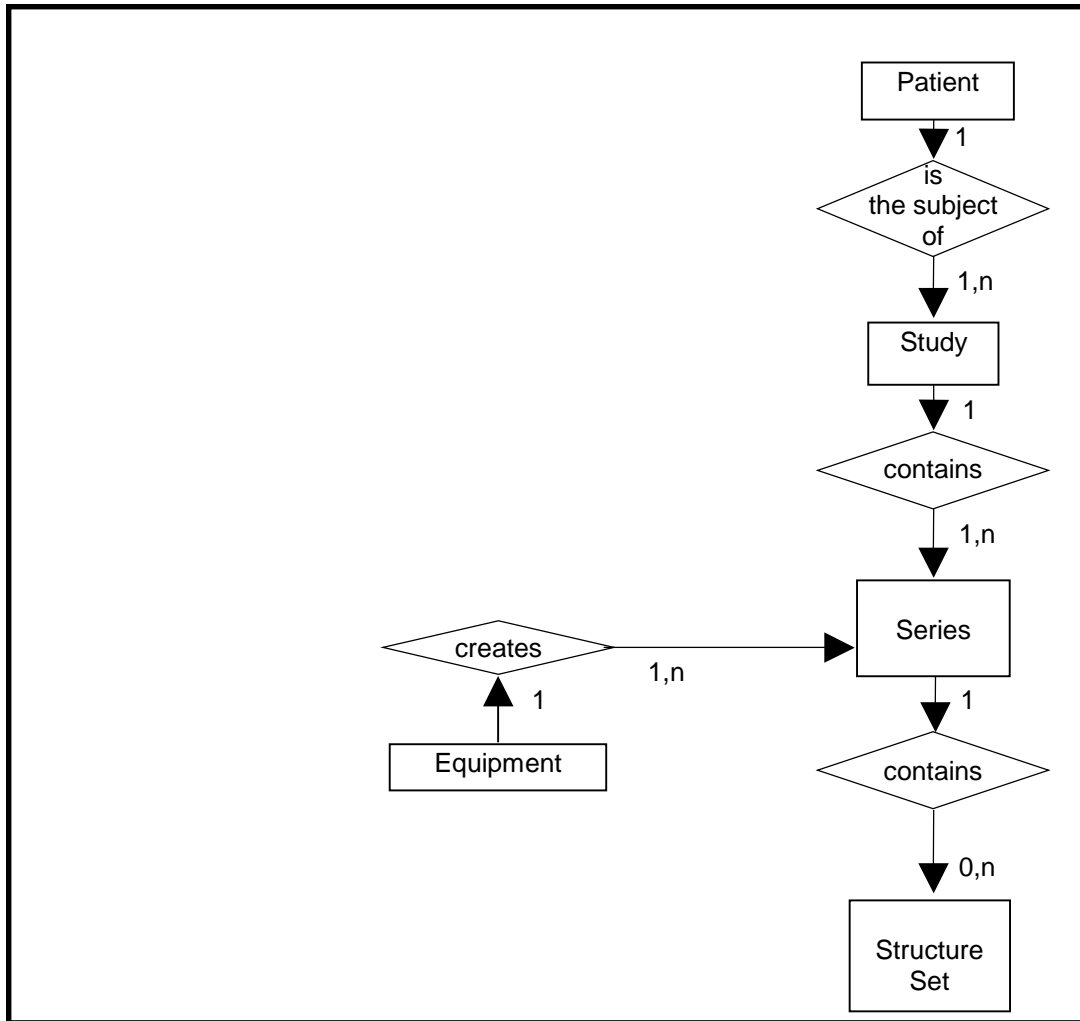 Patient
1
is
the subject
of
1,n
Study
1
contains
1,n
Series
creates
1,n
1
1
Equipment
contains
0,n
Structure
Set